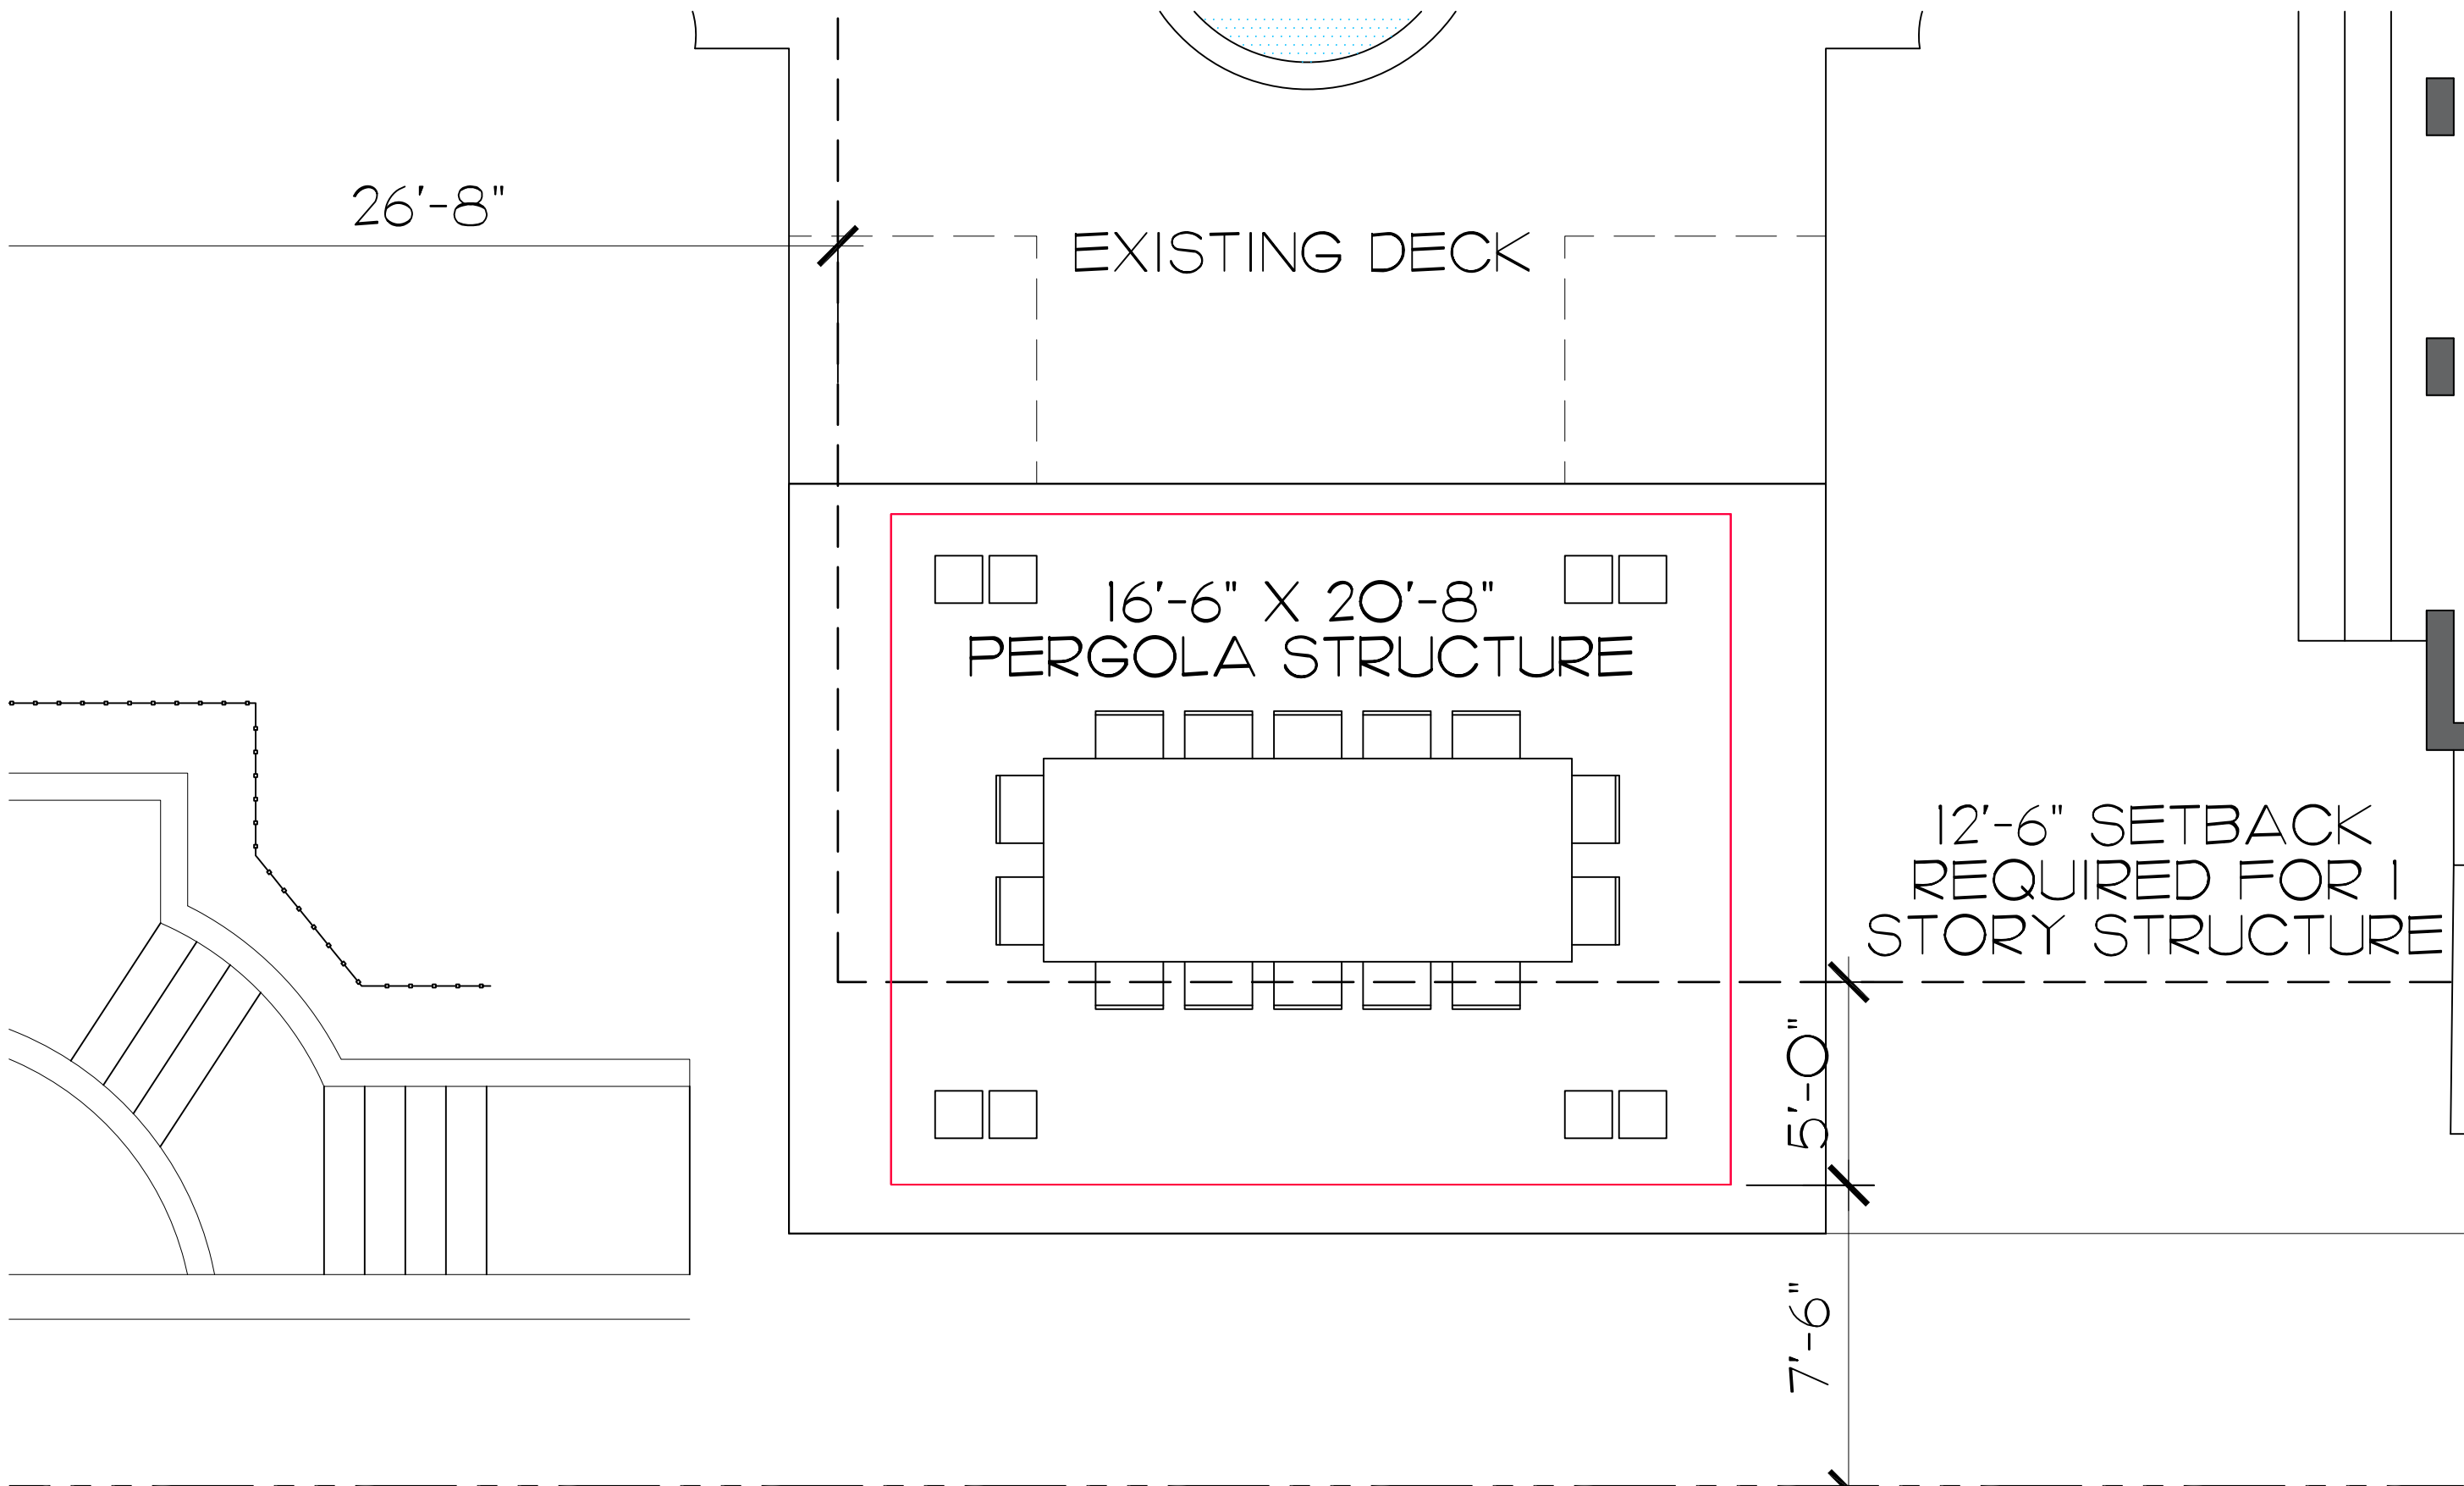 26'-8"
EXISTING DECK
16'-6" X 20'-8"
PERGOLA STRUCTURE
12'-6" SETBACK
REQUIRED FOR 1
STORY STRUCTURE
5'-0"
7'-6"